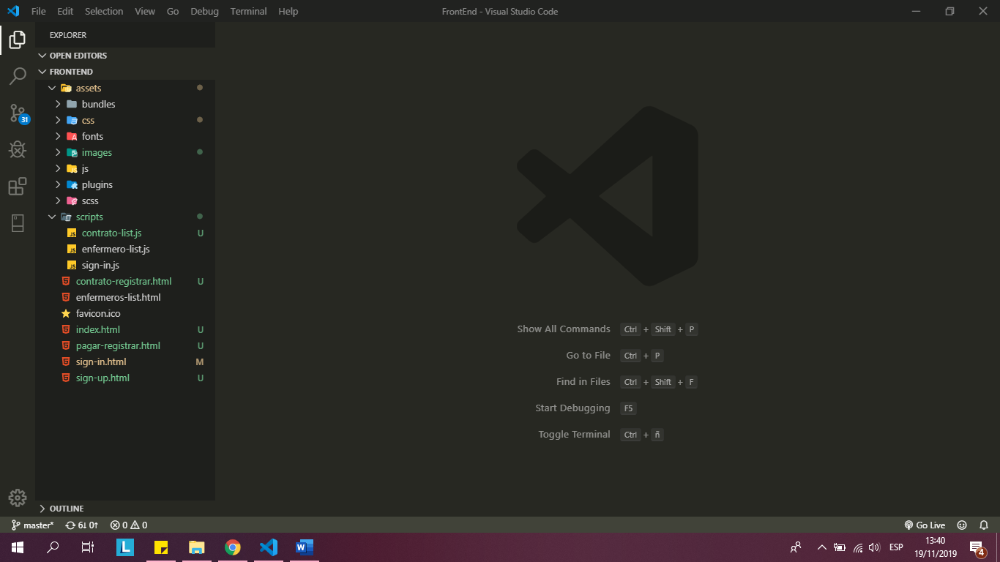 File Edit Selection View Go Debug Terminal Help FrontEnd - Visual Studio Code
EXPLORER
OPEN EDITORS
FRONTEND
assets
bundles
css
31
fonts
images
js
plugins
scss
scripts
contrato-list.js U
enfermero-list.js
sign-in.js
contrato-registrar.html U
enfermeros-list.html
favicon.ico
index.html U
pagar-registrar.html U
sign-in.html M
sign-up.html U
OUTLINE
Show All Commands Ctrl + Shift + P
Go to File Ctrl + P
Find in Files Ctrl + Shift + F
Start Debugging F5
Toggle Terminal Ctrl + ñ
master* 6↓ 0↑ 0 0 Go Live
L W ESP 13:40
19/11/2019 4